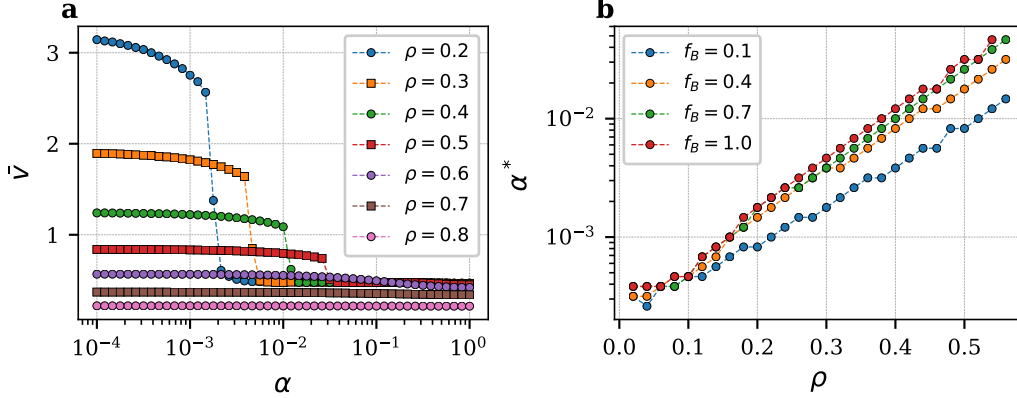 a
3
2
1
v̄
10⁻⁴
10⁻³
10⁻²
10⁻¹
10⁰
α
ρ = 0.2
ρ = 0.3
ρ = 0.4
ρ = 0.5
ρ = 0.6
ρ = 0.7
ρ = 0.8
b
10⁻²
10⁻³
α*
0.0
0.1
0.2
0.3
0.4
0.5
ρ
f_B = 0.1
f_B = 0.4
f_B = 0.7
f_B = 1.0